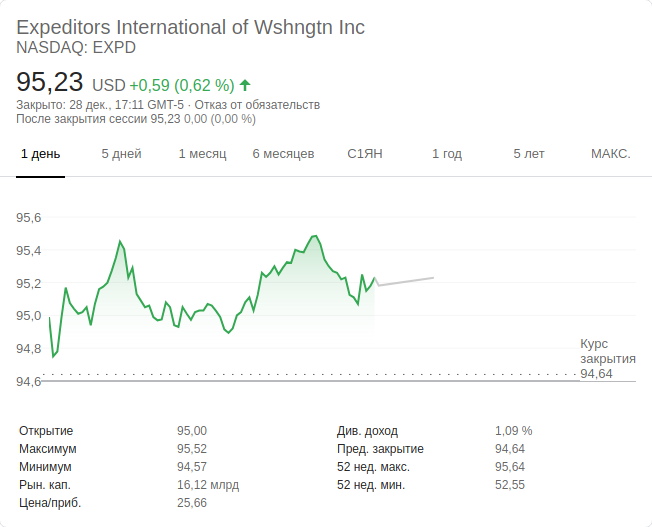 Expeditors International of Wshngtn Inc
NASDAQ: EXPD
95,23 USD +0,59 (0,62 %)
Закрыто: 28 дек., 17:11 GMT-5 · Отказ от обязательств
После закрытия сессии 95,23 0,00 (0,00 %)
1 день 5 дней 1 месяц 6 месяцев С1ЯН 1 год 5 лет МАКС.
95,6
95,4
95,2
95,0
94,8
94,6
Курс
закрытия
94,64
Открытие 95,00
Максимум 95,52
Минимум 94,57
Рын. кап. 16,12 млрд
Цена/приб. 25,66
Див. доход 1,09 %
Пред. закрытие 94,64
52 нед. макс. 95,64
52 нед. мин. 52,55